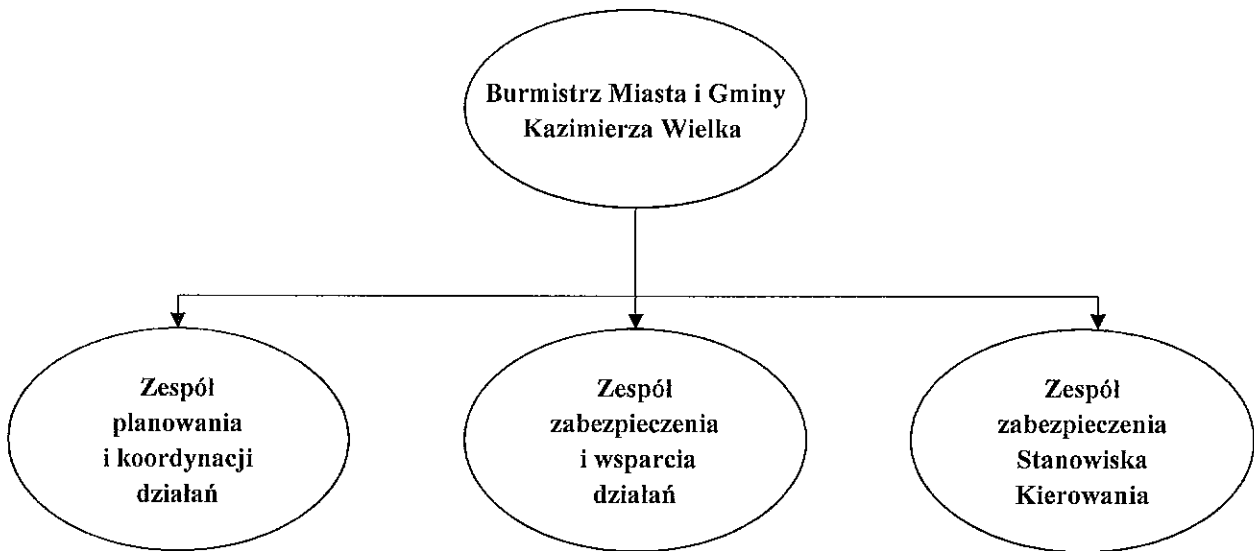 Burmistrz Miasta i Gminy
Kazimierza Wielka
Zespół
planowania
i koordynacji
działań
Zespół
zabezpieczenia
i wsparcia
działań
Zespół
zabezpieczenia
Stanowiska
Kierowania